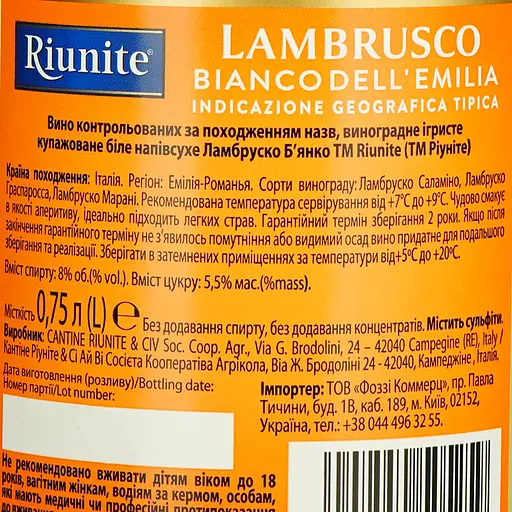 Riunite
LAMBRUSCO
BIANCO DELL'EMILIA
INDICAZIONE GEOGRAFICA TIPICA
Вино контрольованих за походженням назв, виноградне ігристе
купажоване біле напівсухе Ламбруско Б'янко ТМ Riunite (ТМ Ріуніте)
Країна походження: Італія. Регіон: Емілія-Романья. Сорти винограду: Ламбруско Саламіно, Ламбруско
Граспаросса, Ламбруско Марані. Рекомендована температура сервірування від +7°С до +9°С. Чудово смакує
в якості аперитиву, ідеально підходить легких страв. Гарантійний термін зберігання 2 роки. Якщо після
закінчення гарантійного терміну не з'явилось помутніння або видимий осад вино придатне для подальшого
зберігання та реалізації. Зберігати в затемнених приміщеннях за температури від+5°С до +20°С.
Вміст спирту: 8% об.(% vol.). Вміст цукру: 5,5% мас.(%mass).
Місткість 0,75 л (L) ℮ Без додавання спирту, без додавання концентратів. Містить сульфіти.
Виробник: CANTINE RIUNITE & CIV Soc. Coop. Agr., Via G. Brodolini, 24 – 42040 Campegine (RE), Italy /
Кантіне Ріуніте & Сі Ай Ві Сосієта Кооператіва Агрікола, Віа Ж. Бродоліні 24 - 42040, Кампеджіне, Італія.
Дата виготовлення (розливу)/Bottling date:
Номер партії/Lot number:
Імпортер: ТОВ «Фоззі Коммерц», пр. Павла
Тичини, буд. 1В, каб. 189, м. Київ, 02152,
Україна, тел.: +38 044 496 32 55.
Не рекомендовано вживати дітям віком до 18
років, вагітним жінкам, водіям за кермом, особам,
які мають медичні чи професійні протипоказання